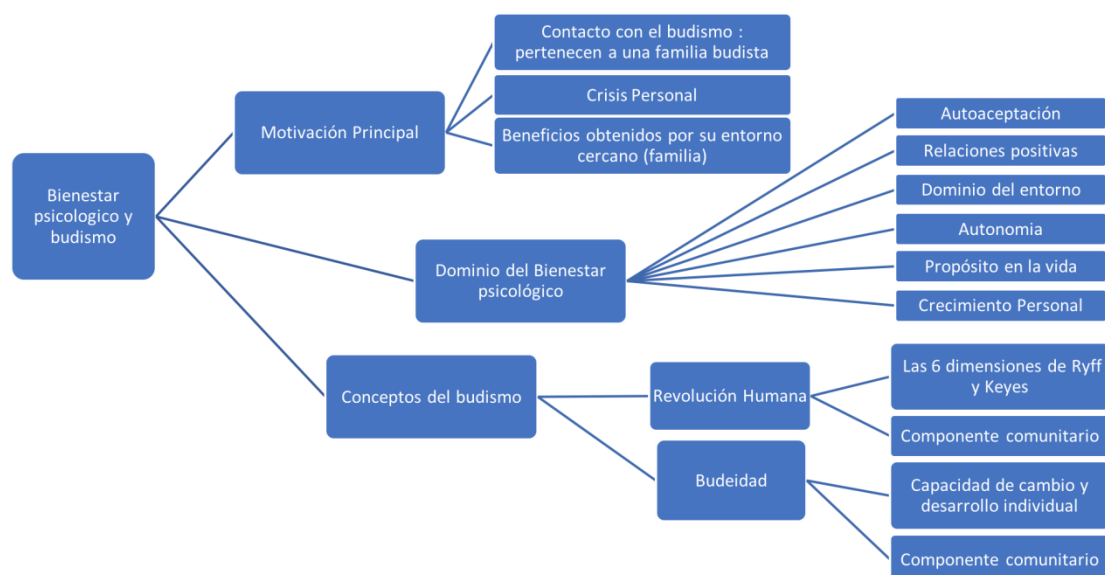 Bienestar
psicologico y
budismo
Motivación Principal
Contacto con el budismo :
pertenecen a una familia budista
Crisis Personal
Beneficios obtenidos por su entorno
cercano (familia)
Dominio del Bienestar
psicológico
Autoaceptación
Relaciones positivas
Dominio del entorno
Autonomia
Propósito en la vida
Crecimiento Personal
Conceptos del budismo
Revolución Humana
Las 6 dimensiones de Ryff
y Keyes
Componente comunitario
Budeidad
Capacidad de cambio y
desarrollo individual
Componente comunitario